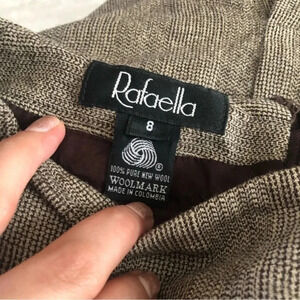 Rafaella
8
®
100% PURE NEW WOOL
WOOLMARK
MADE IN COLOMBIA